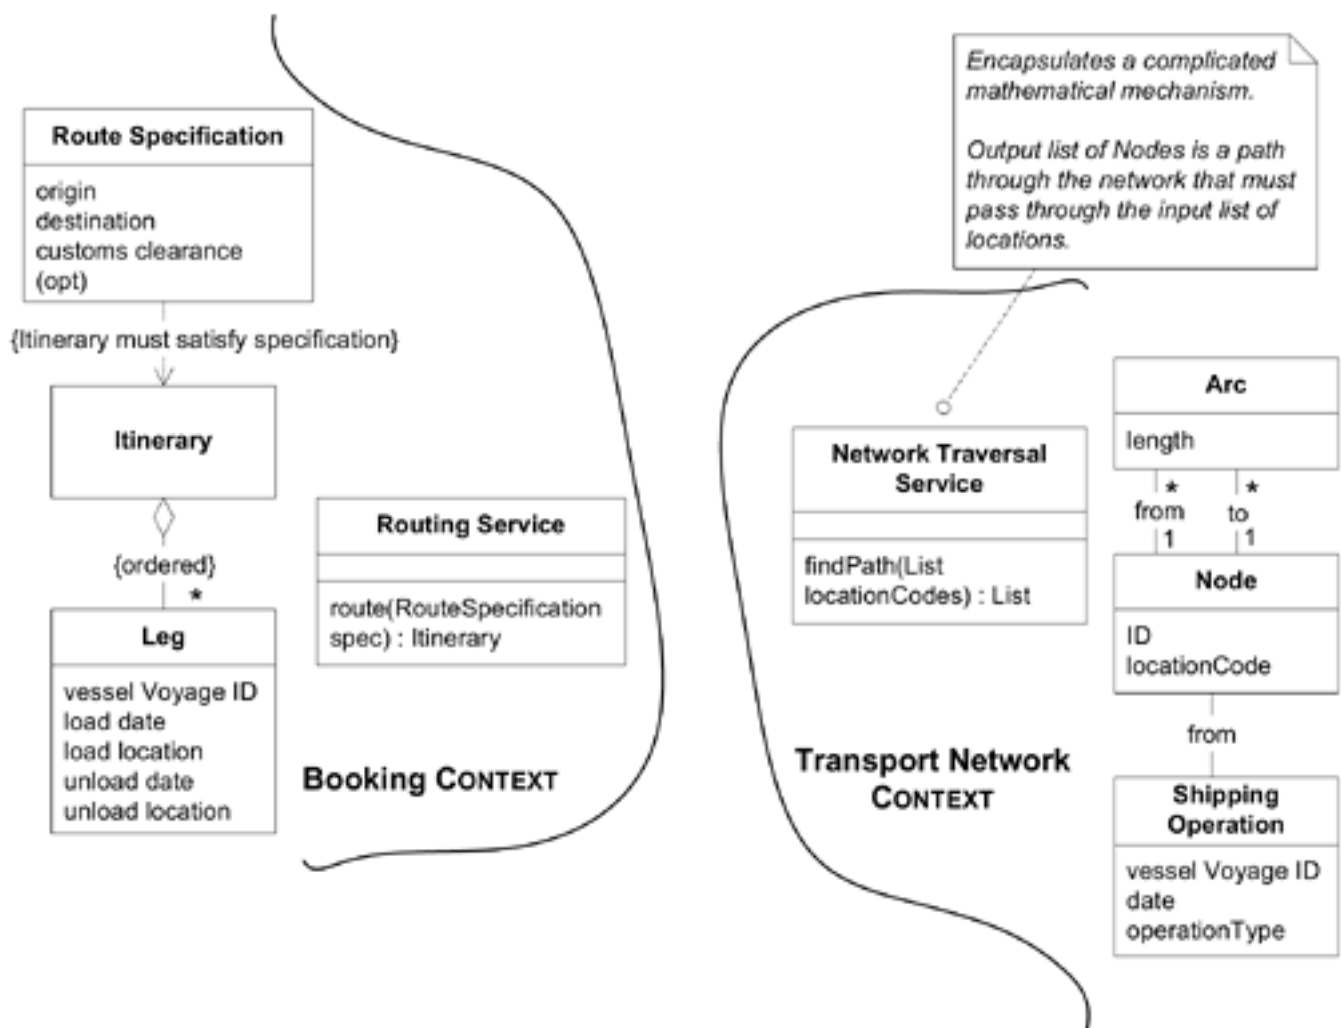 Route Specification
origin
destination
customs clearance
(opt)
{Itinerary must satisfy specification}
Itinerary
{ordered}
*
Leg
vessel Voyage ID
load date
load location
unload date
unload location
Routing Service
route(RouteSpecification
spec) : Itinerary
Booking CONTEXT
Encapsulates a complicated
mathematical mechanism.
Output list of Nodes is a path
through the network that must
pass through the input list of
locations.
Network Traversal
Service
findPath(List
locationCodes) : List
Transport Network
CONTEXT
Arc
length
* *
from to
1 1
Node
ID
locationCode
from
Shipping
Operation
vessel Voyage ID
date
operationType